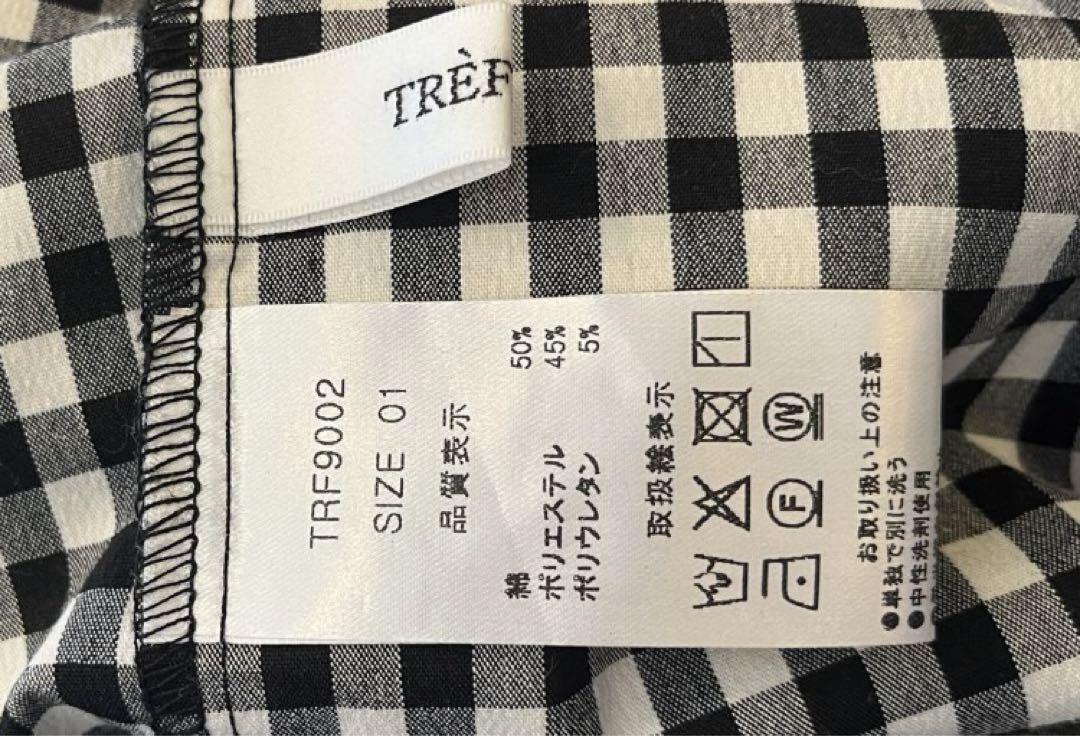 TRÈF
TRF9002
SIZE 01
品質表示
綿 50%
ポリエステル 45%
ポリウレタン 5%
取扱絵表示
F W
お取り扱い上の注意
●単独で別に洗う
●中性洗剤使用